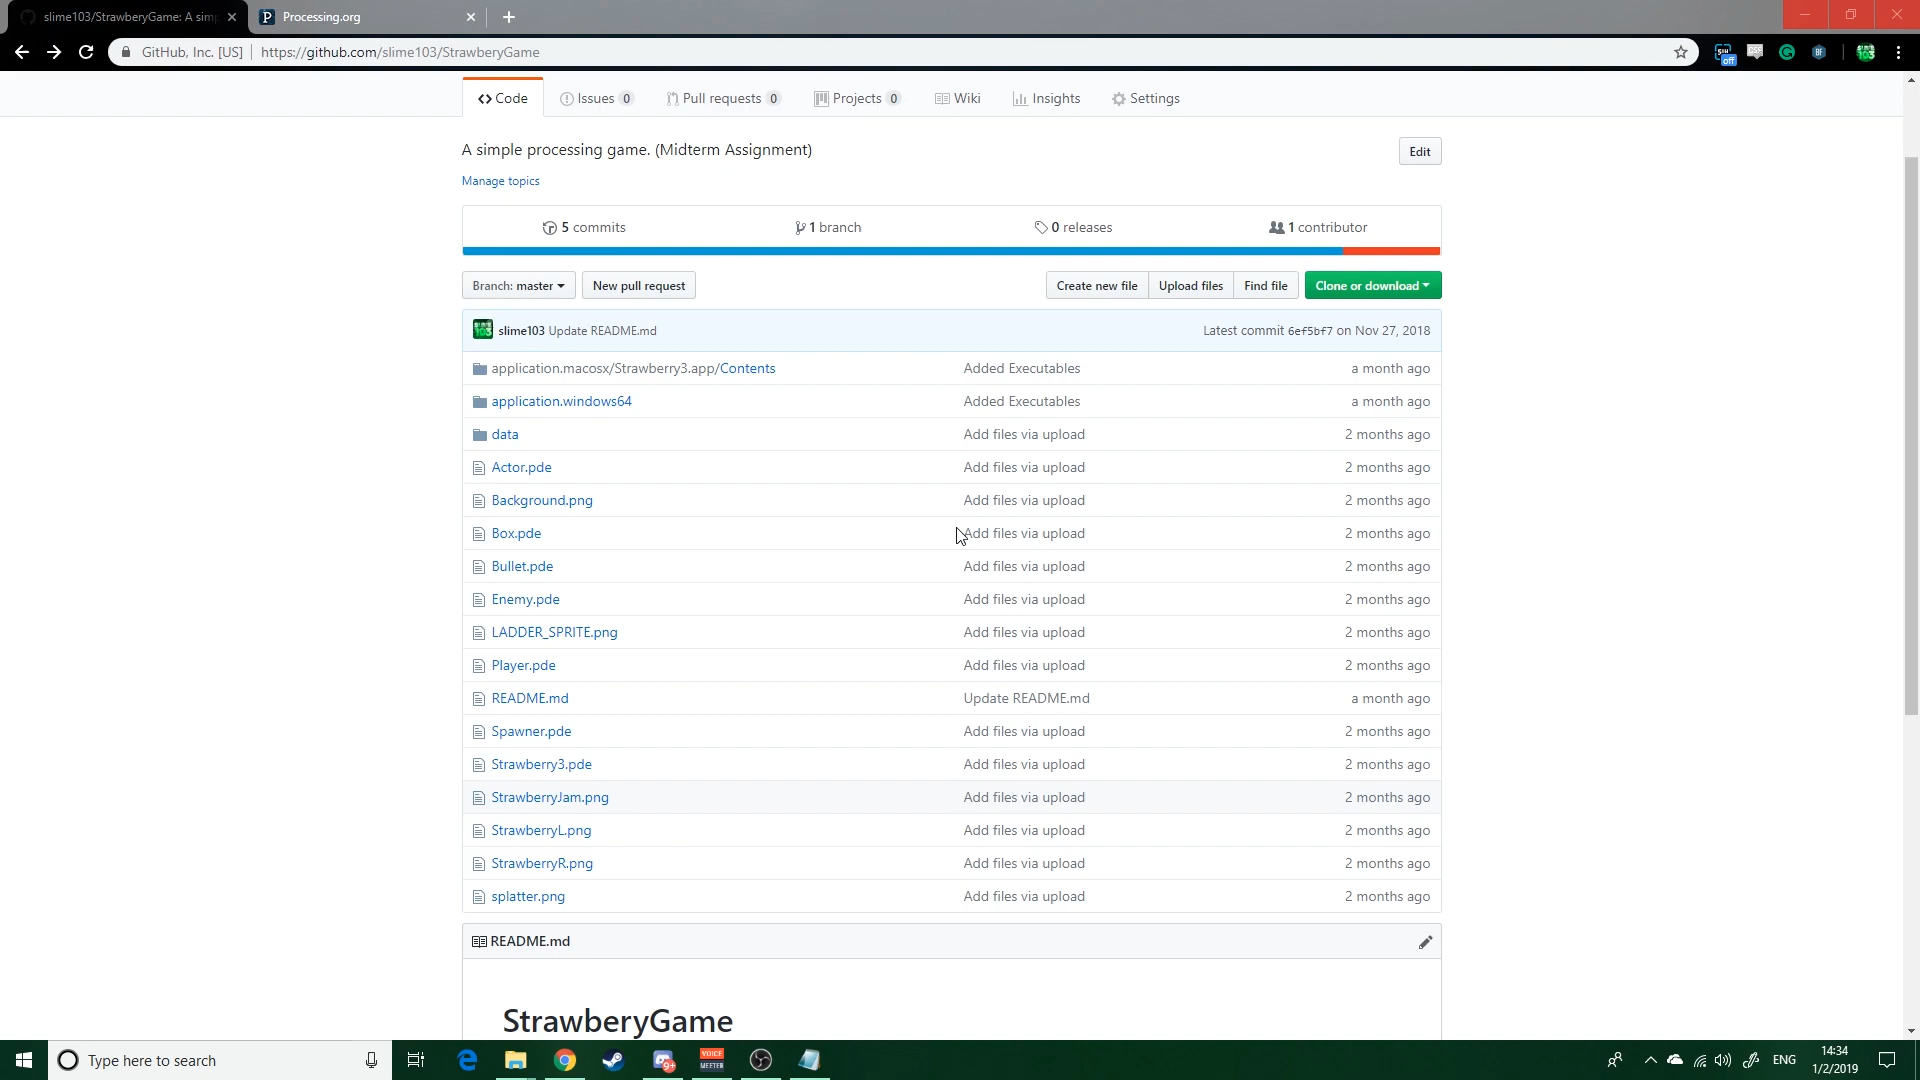 slime103/StrawberyGame: A sim
Processing.org
GitHub, Inc. [US] https://github.com/slime103/StrawberyGame
off
Code
Issues 0
Pull requests 0
Projects 0
Wiki
Insights
Settings
A simple processing game. (Midterm Assignment)
Edit
Manage topics
5 commits
1 branch
0 releases
1 contributor
Branch: master
New pull request
Create new file
Upload files
Find file
Clone or download
slime103 Update README.md
Latest commit 6ef5bf7 on Nov 27, 2018
application.macosx/Strawberry3.app/Contents Added Executables a month ago
application.windows64 Added Executables a month ago
data Add files via upload 2 months ago
Actor.pde Add files via upload 2 months ago
Background.png Add files via upload 2 months ago
Box.pde Add files via upload 2 months ago
Bullet.pde Add files via upload 2 months ago
Enemy.pde Add files via upload 2 months ago
LADDER_SPRITE.png Add files via upload 2 months ago
Player.pde Add files via upload 2 months ago
README.md Update README.md a month ago
Spawner.pde Add files via upload 2 months ago
Strawberry3.pde Add files via upload 2 months ago
StrawberryJam.png Add files via upload 2 months ago
StrawberryL.png Add files via upload 2 months ago
StrawberryR.png Add files via upload 2 months ago
splatter.png Add files via upload 2 months ago
README.md
StrawberyGame
Type here to search
VOICE
MEETER
ENG
14:34
1/2/2019